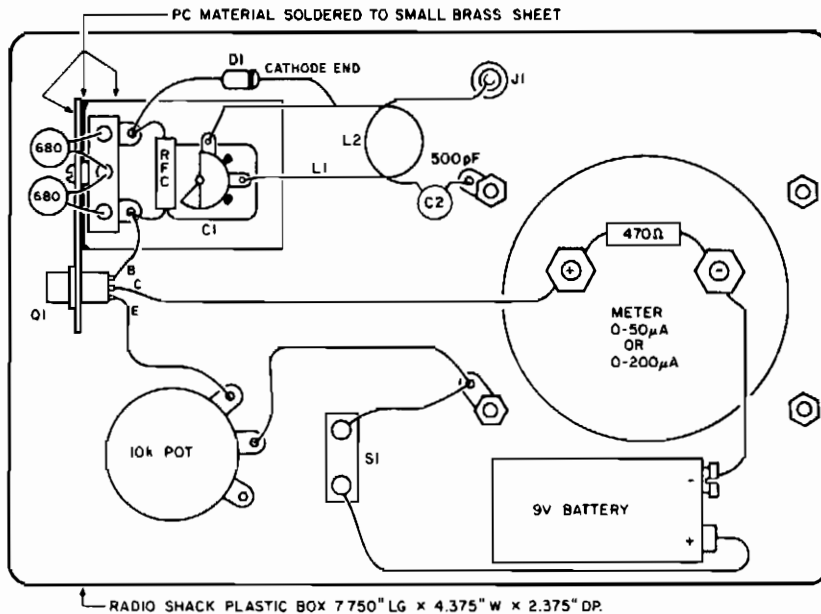 PC MATERIAL SOLDERED TO SMALL BRASS SHEET
D1
CATHODE END
J1
680
680
RFC
L2
500pF
L1
C1
C2
B
C
E
Q1
470Ω
+
-
METER
0-50µA
OR
0-200µA
10k POT
S1
9V BATTERY
-
+
RADIO SHACK PLASTIC BOX 7.750" LG × 4.375" W × 2.375" DP.